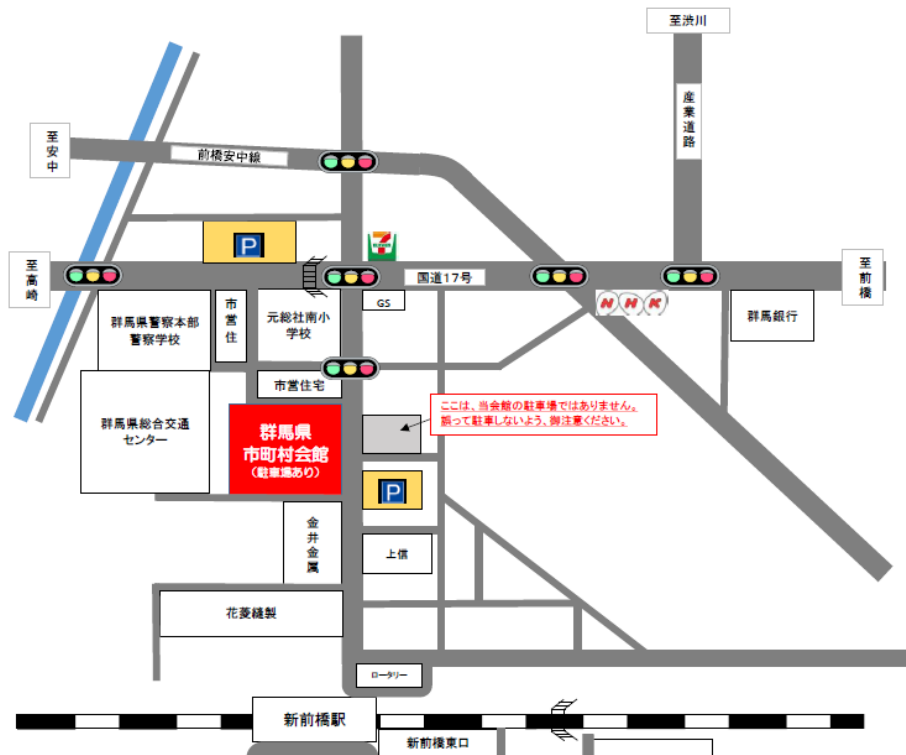 至渋川
産業道路
至安中
前橋安中線
P
7
ELEVEN
至高崎
国道17号
至前橋
群馬県警察本部
警察学校
市営住
元総社南小
学校
GS
NHK
群馬銀行
市営住宅
群馬県総合交通
センター
群馬県
市町村会館
（駐車場あり）
ここは、当会館の駐車場ではありません。
誤って駐車しないよう、御注意ください。
P
金井金属
上信
花菱縫製
ロータリー
新前橋駅
新前橋東口